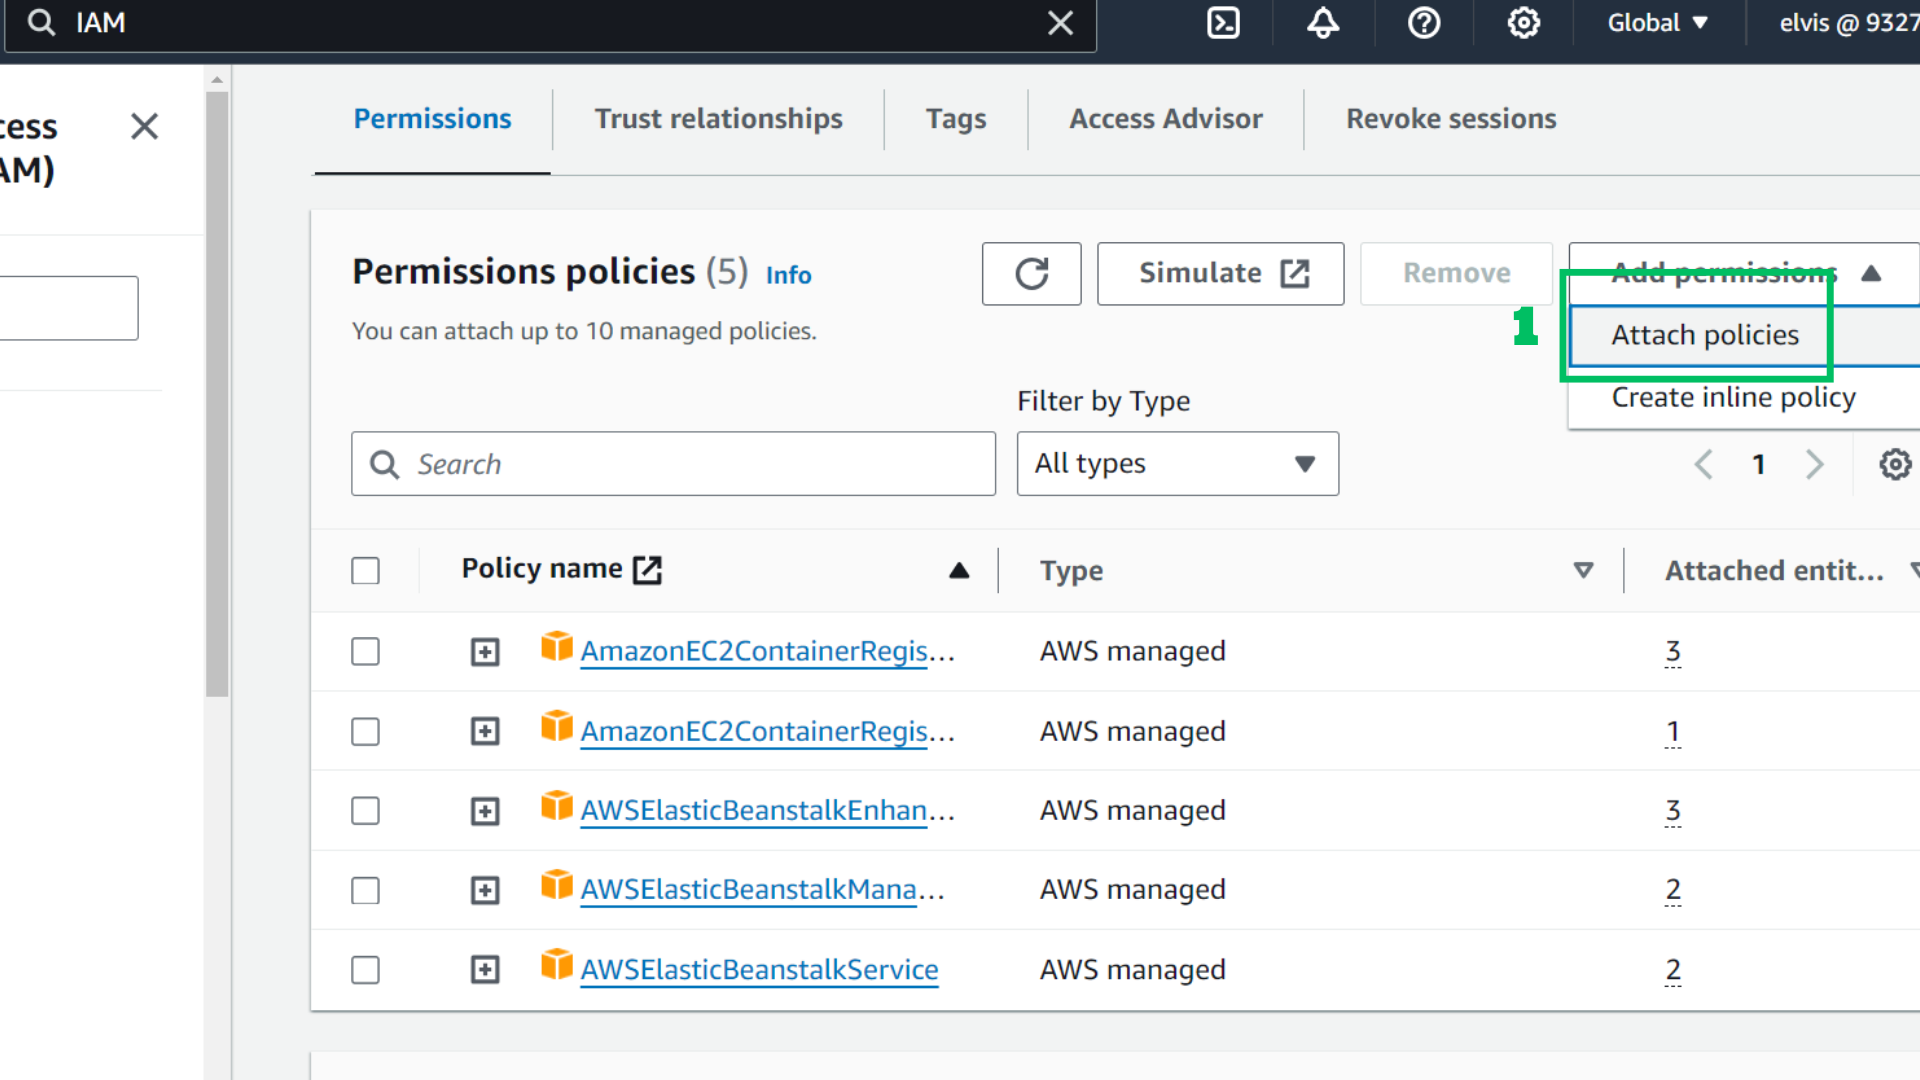 IAM
Global
elvis @ 9327
cess
AM)
Permissions
Trust relationships
Tags
Access Advisor
Revoke sessions
Permissions policies (5) Info
Simulate
Remove
Add permissions
You can attach up to 10 managed policies.
1
Attach policies
Create inline policy
Filter by Type
Search
All types
1
Policy name
Type
Attached entit...
AmazonEC2ContainerRegis...
AWS managed
3
AmazonEC2ContainerRegis...
AWS managed
1
AWSElasticBeanstalkEnhan...
AWS managed
3
AWSElasticBeanstalkMana...
AWS managed
2
AWSElasticBeanstalkService
AWS managed
2